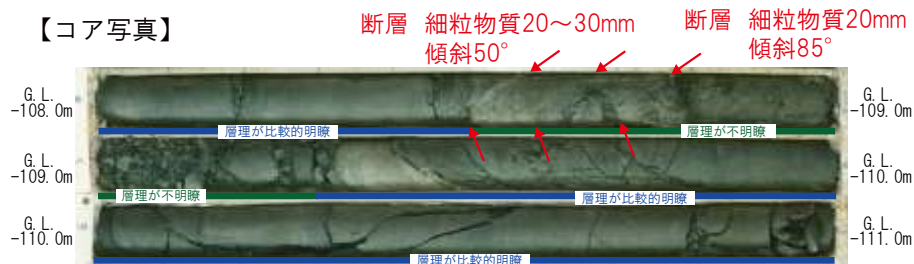 【コア写真】
断層 細粒物質20～30mm
傾斜50°
断層 細粒物質20mm
傾斜85°
G.L.
-108.0m
G.L.
-109.0m
層理が比較的明瞭
層理が不明瞭
G.L.
-109.0m
G.L.
-110.0m
層理が不明瞭
層理が比較的明瞭
G.L.
-110.0m
G.L.
-111.0m
層理が比較的明瞭